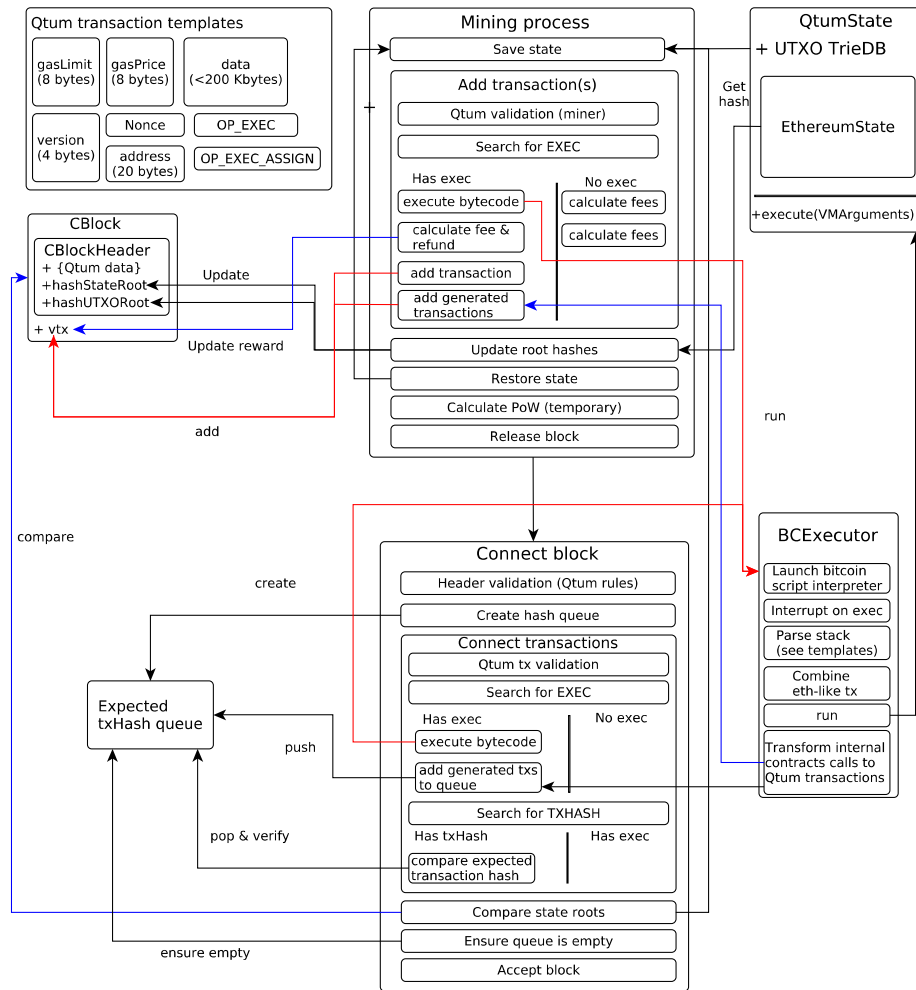 Qtum transaction templates
gasLimit
(8 bytes)
gasPrice
(8 bytes)
data
(<200 Kbytes)
version
(4 bytes)
Nonce
OP_EXEC
address
(20 bytes)
OP_EXEC_ASSIGN
CBlock
CBlockHeader
+ {Qtum data}
+hashStateRoot
+hashUTXORoot
+ vtx
Update
Update reward
add
compare
Mining process
Save state
Add transaction(s)
+
Qtum validation (miner)
Search for EXEC
Has exec
No exec
execute bytecode
calculate fees
calculate fee &
refund
calculate fees
add transaction
add generated
transactions
Update root hashes
Restore state
Calculate PoW (temporary)
Release block
QtumState
+ UTXO TrieDB
Get
hash
EthereumState
+execute(VMArguments)
run
Connect block
Header validation (Qtum rules)
Create hash queue
create
Connect transactions
Qtum tx validation
Search for EXEC
Has exec
No exec
execute bytecode
add generated txs
to queue
Search for TXHASH
Has txHash
Has exec
compare expected
transaction hash
Compare state roots
Ensure queue is empty
Accept block
Expected
txHash queue
push
pop & verify
ensure empty
BCExecutor
Launch bitcoin
script interpreter
Interrupt on exec
Parse stack
(see templates)
Combine
eth-like tx
run
Transform internal
contracts calls to
Qtum transactions